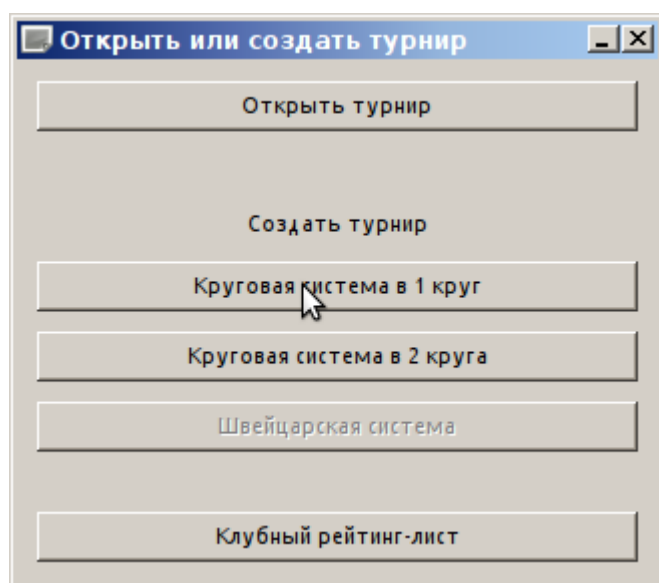 Открыть или создать турнир
Открыть турнир
Создать турнир
Круговая система в 1 круг
Круговая система в 2 круга
Швейцарская система
Клубный рейтинг-лист